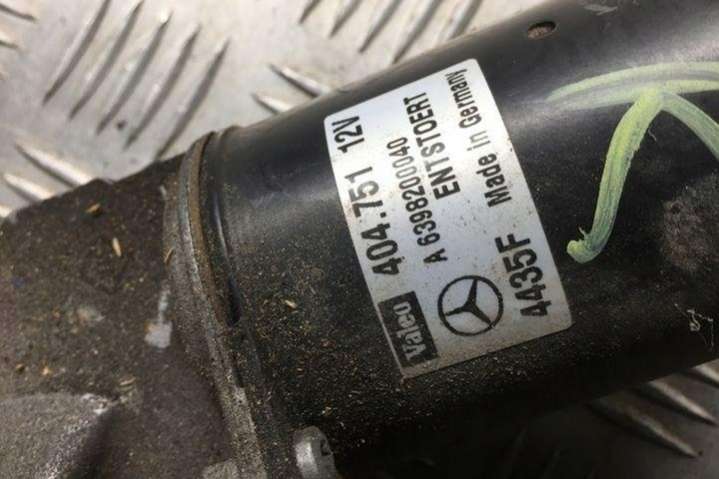 Valeo 404.751 12V
A 6398200040
ENTSTOERT
4435F Made in Germany